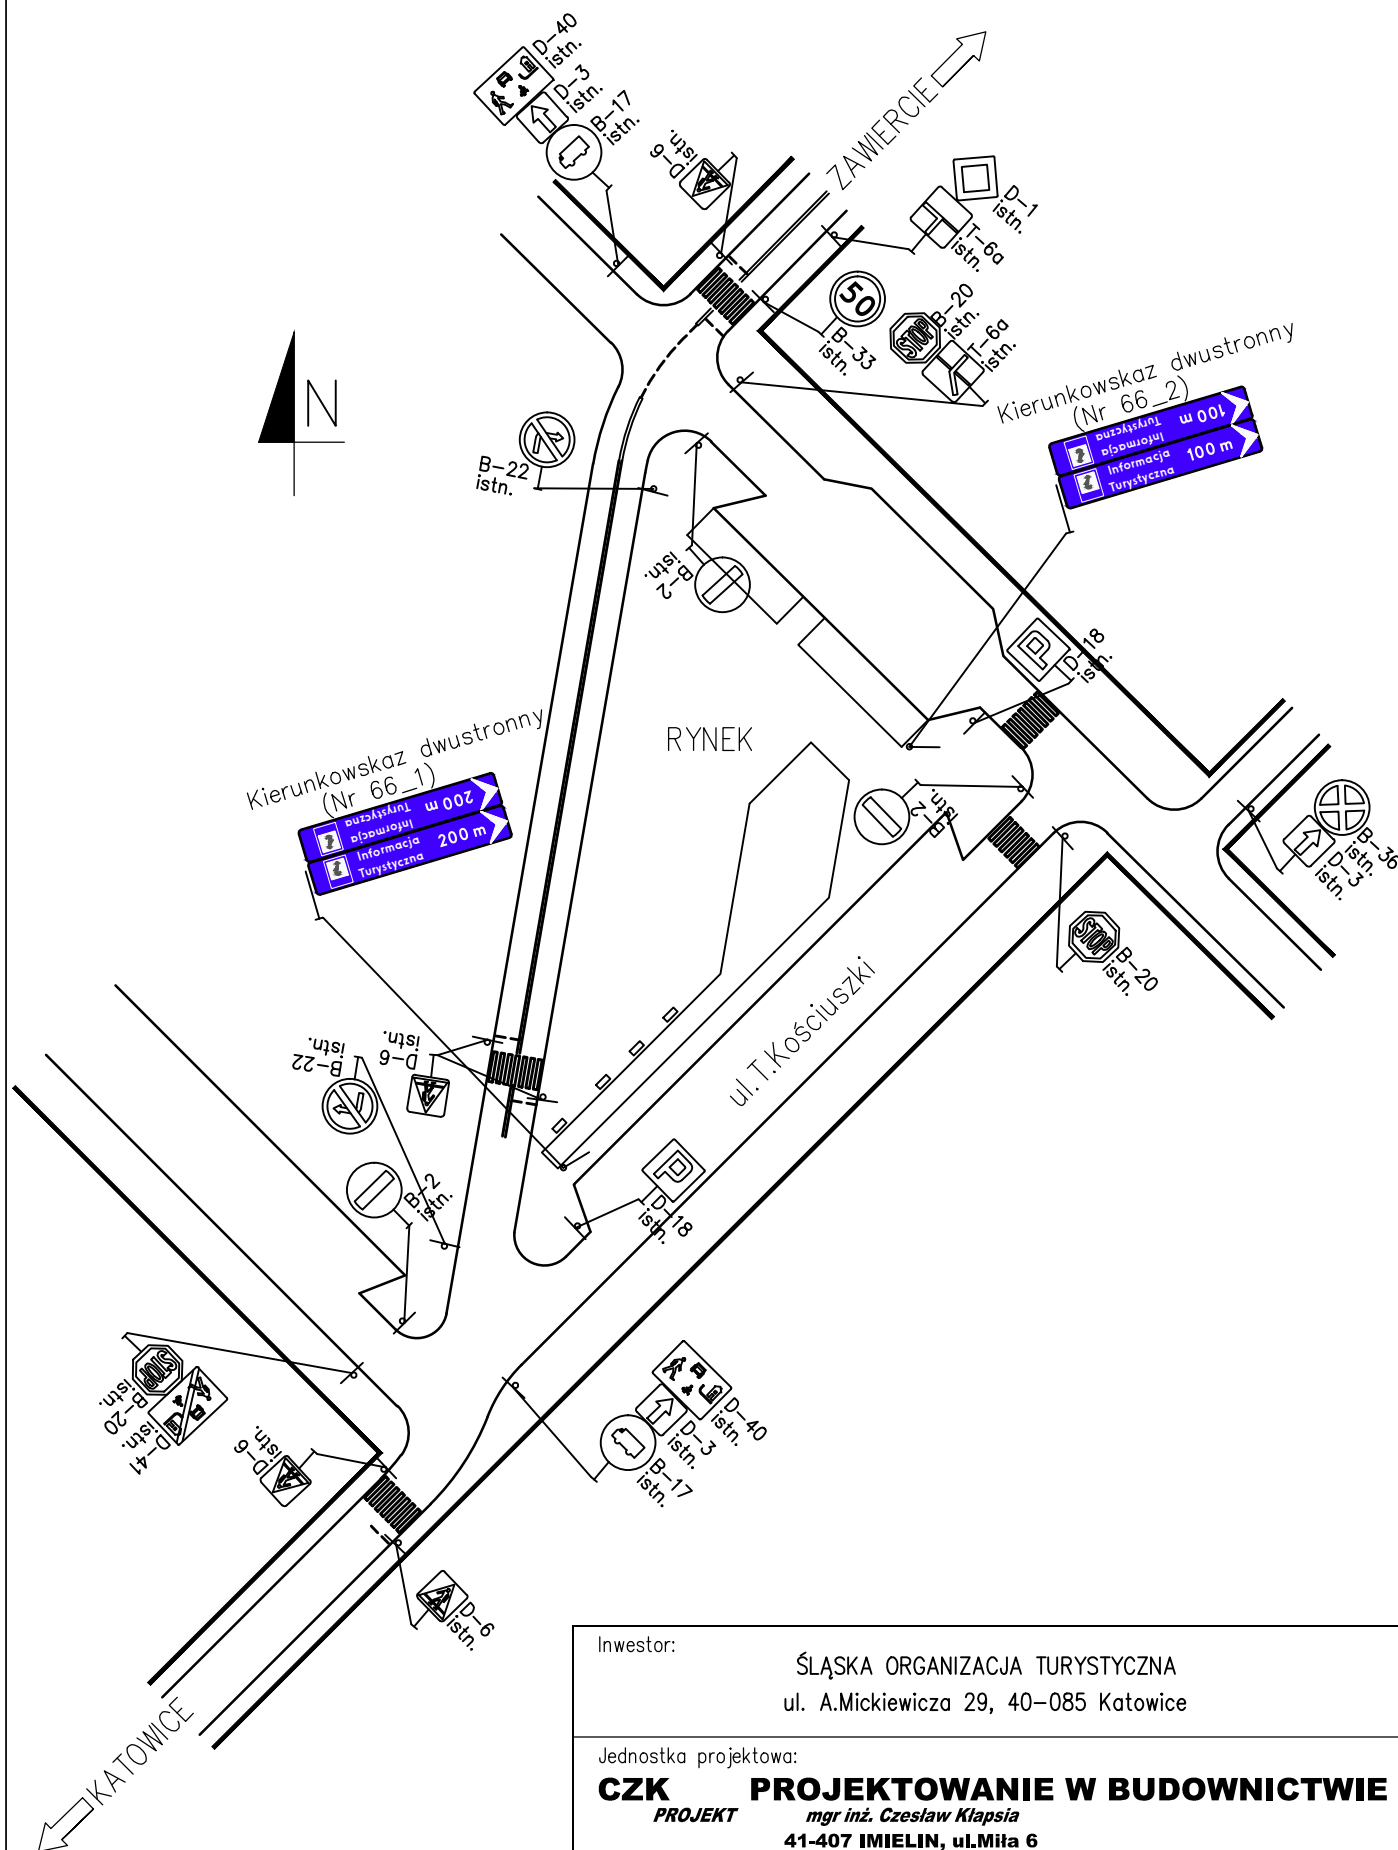 D-40
istn.
D-3
istn.
B-17
istn.
D-6
istn.
ZAWIERCIE
D-1
istn.
T-6a
istn.
50
B-33
istn.
STOP
B-20
istn.
T-6a
istn.
N
Kierunkowskaz dwustronny
(Nr 66_2)
Informacja
Turystyczna
100 m
Informacja
Turystyczna
100 m
B-22
istn.
B-2
istn.
P
D-18
istn.
RYNEK
Kierunkowskaz dwustronny
(Nr 66_1)
Informacja
Turystyczna
200 m
Informacja
Turystyczna
200 m
B-2
istn.
B-36
istn.
D-3
istn.
STOP
B-20
istn.
ul.T.Kościuszki
B-22
istn.
D-6
istn.
B-2
istn.
P
D-18
istn.
STOP
B-20
istn.
D-41
istn.
D-6
istn.
D-40
istn.
D-3
istn.
B-17
istn.
D-6
istn.
KATOWICE
Inwestor:
ŚLĄSKA ORGANIZACJA TURYSTYCZNA
ul. A.Mickiewicza 29, 40-085 Katowice
Jednostka projektowa:
CZK PROJEKTOWANIE W BUDOWNICTWIE
PROJEKT mgr inż. Czesław Kłapsia
41-407 IMIELIN, ul.Miła 6